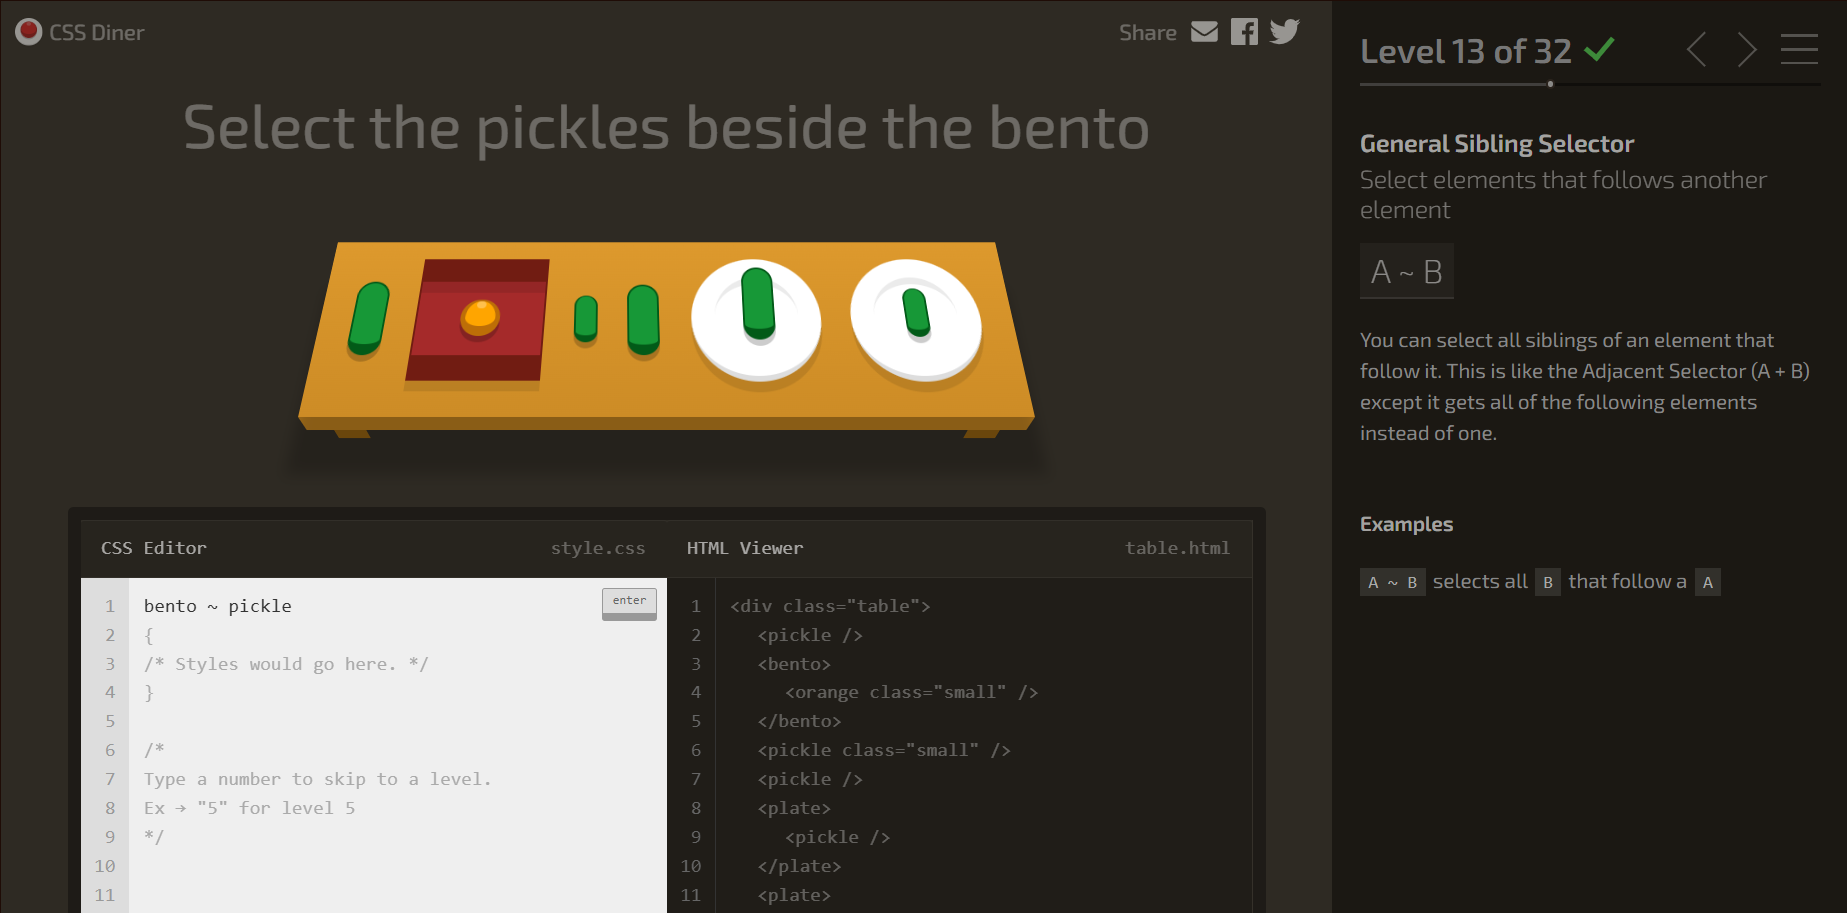 CSS Diner
Share
Select the pickles beside the bento
CSS Editor
style.css
1 bento ~ pickle
enter
2 {
3 /* Styles would go here. */
4 }
5
6 /*
7 Type a number to skip to a level.
8 Ex → "5" for level 5
9 */
10
11
HTML Viewer
table.html
1 <div class="table">
2 <pickle />
3 <bento>
4 <orange class="small" />
5 </bento>
6 <pickle class="small" />
7 <pickle />
8 <plate>
9 <pickle />
10 </plate>
11 <plate>
Level 13 of 32
General Sibling Selector
Select elements that follows another
element
A ~ B
You can select all siblings of an element that
follow it. This is like the Adjacent Selector (A + B)
except it gets all of the following elements
instead of one.
Examples
A ~ B selects all B that follow a A